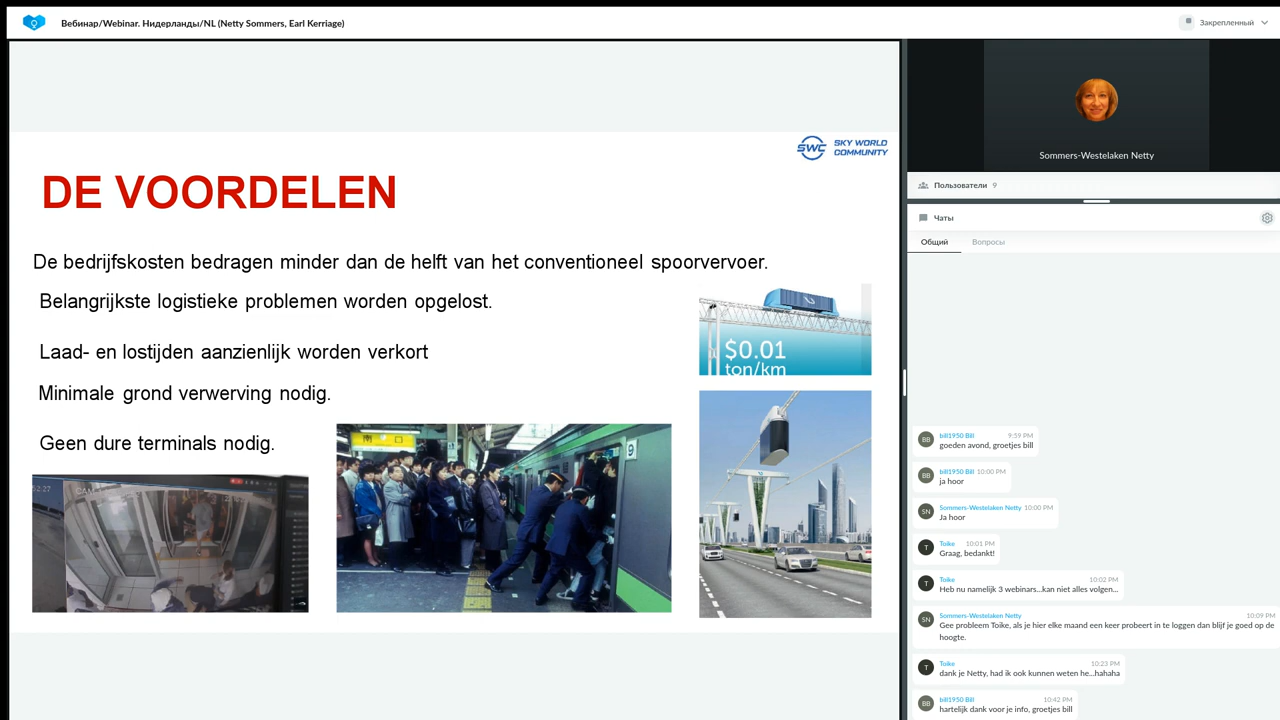 Вебинар/Webinar. Нидерланды/NL (Netty Sommers, Earl Kerriage)
Закрепленный
SWC SKY WORLD
COMMUNITY
DE VOORDELEN
De bedrijfskosten bedragen minder dan de helft van het conventioneel spoorvervoer.
Belangrijkste logistieke problemen worden opgelost.
Laad- en lostijden aanzienlijk worden verkort
Minimale grond verwerving nodig.
Geen dure terminals nodig.
$0.01
ton/km
9
Sommers-Westelaken Netty
Пользователи 9
Чаты
Общий Вопросы
BB bill1950 Bill 9:59 PM
goeden avond, groetjes bill
BB bill1950 Bill 10:00 PM
ja hoor
SN Sommers-Westelaken Netty 10:00 PM
Ja hoor
T Toike 10:01 PM
Graag, bedankt!
T Toike 10:02 PM
Heb nu namelijk 3 webinars...kan niet alles volgen...
SN Sommers-Westelaken Netty 10:09 PM
Gee probleem Toike, als je hier elke maand een keer probeert in te loggen dan blijf je goed op de
hoogte.
T Toike 10:23 PM
dank je Netty, had ik ook kunnen weten he...hahaha
BB bill1950 Bill 10:42 PM
hartelijk dank voor je info, groetjes bill